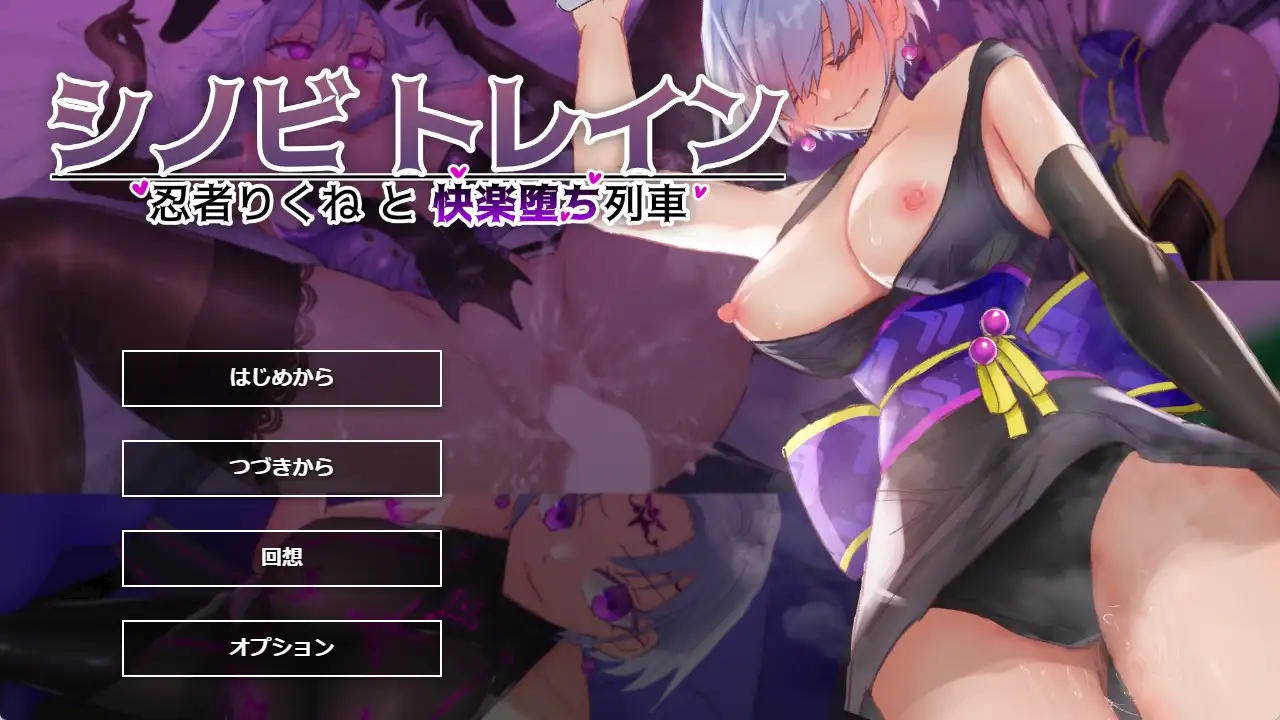 シノビトレイン
忍者りくねと快楽堕ち列車
はじめから
つづきから
回想
オプション